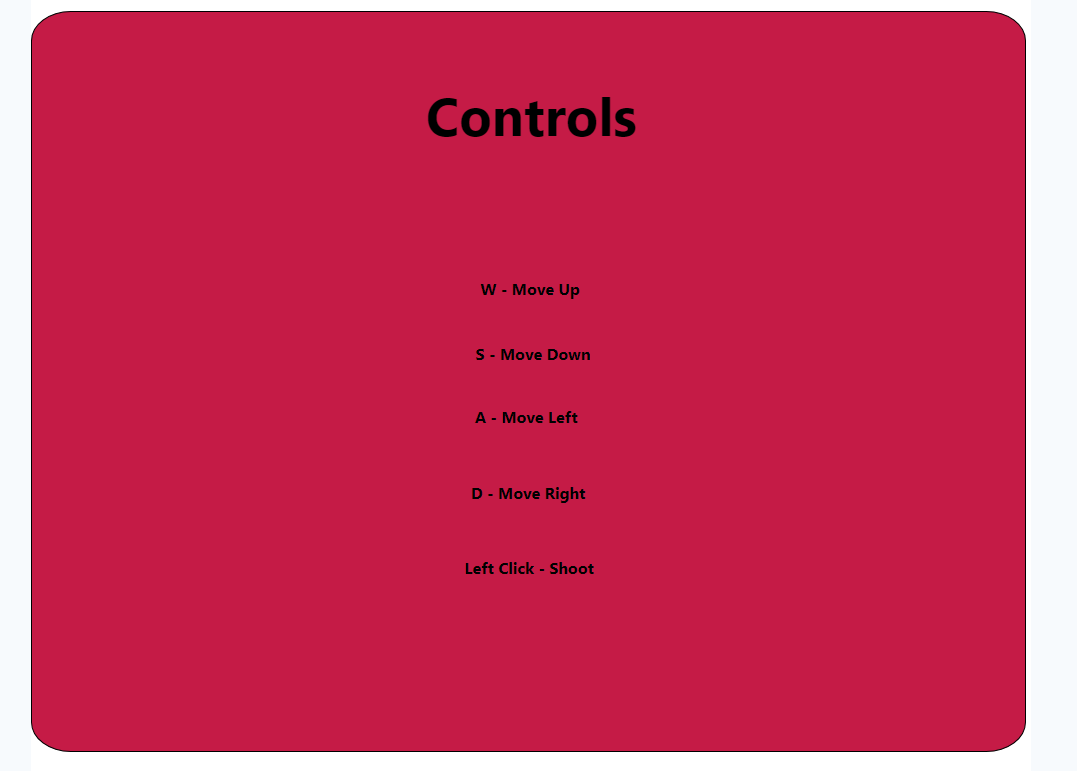 Controls
W - Move Up
S - Move Down
A - Move Left
D - Move Right
Left Click - Shoot